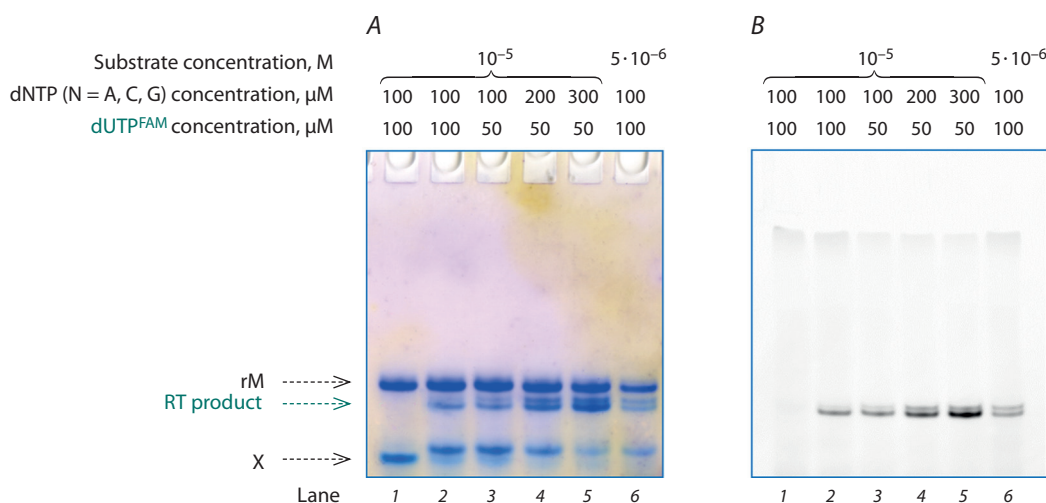 A B
Substrate concentration, M 10⁻⁵ 5·10⁻⁶ 10⁻⁵ 5·10⁻⁶
dNTP (N = A, C, G) concentration, µM 100 100 100 200 300 100 100 100 100 200 300 100
dUTPᶠᴬᴹ concentration, µM 100 100 50 50 50 100 100 100 50 50 50 100
rM
RT product
X
Lane 1 2 3 4 5 6 1 2 3 4 5 6